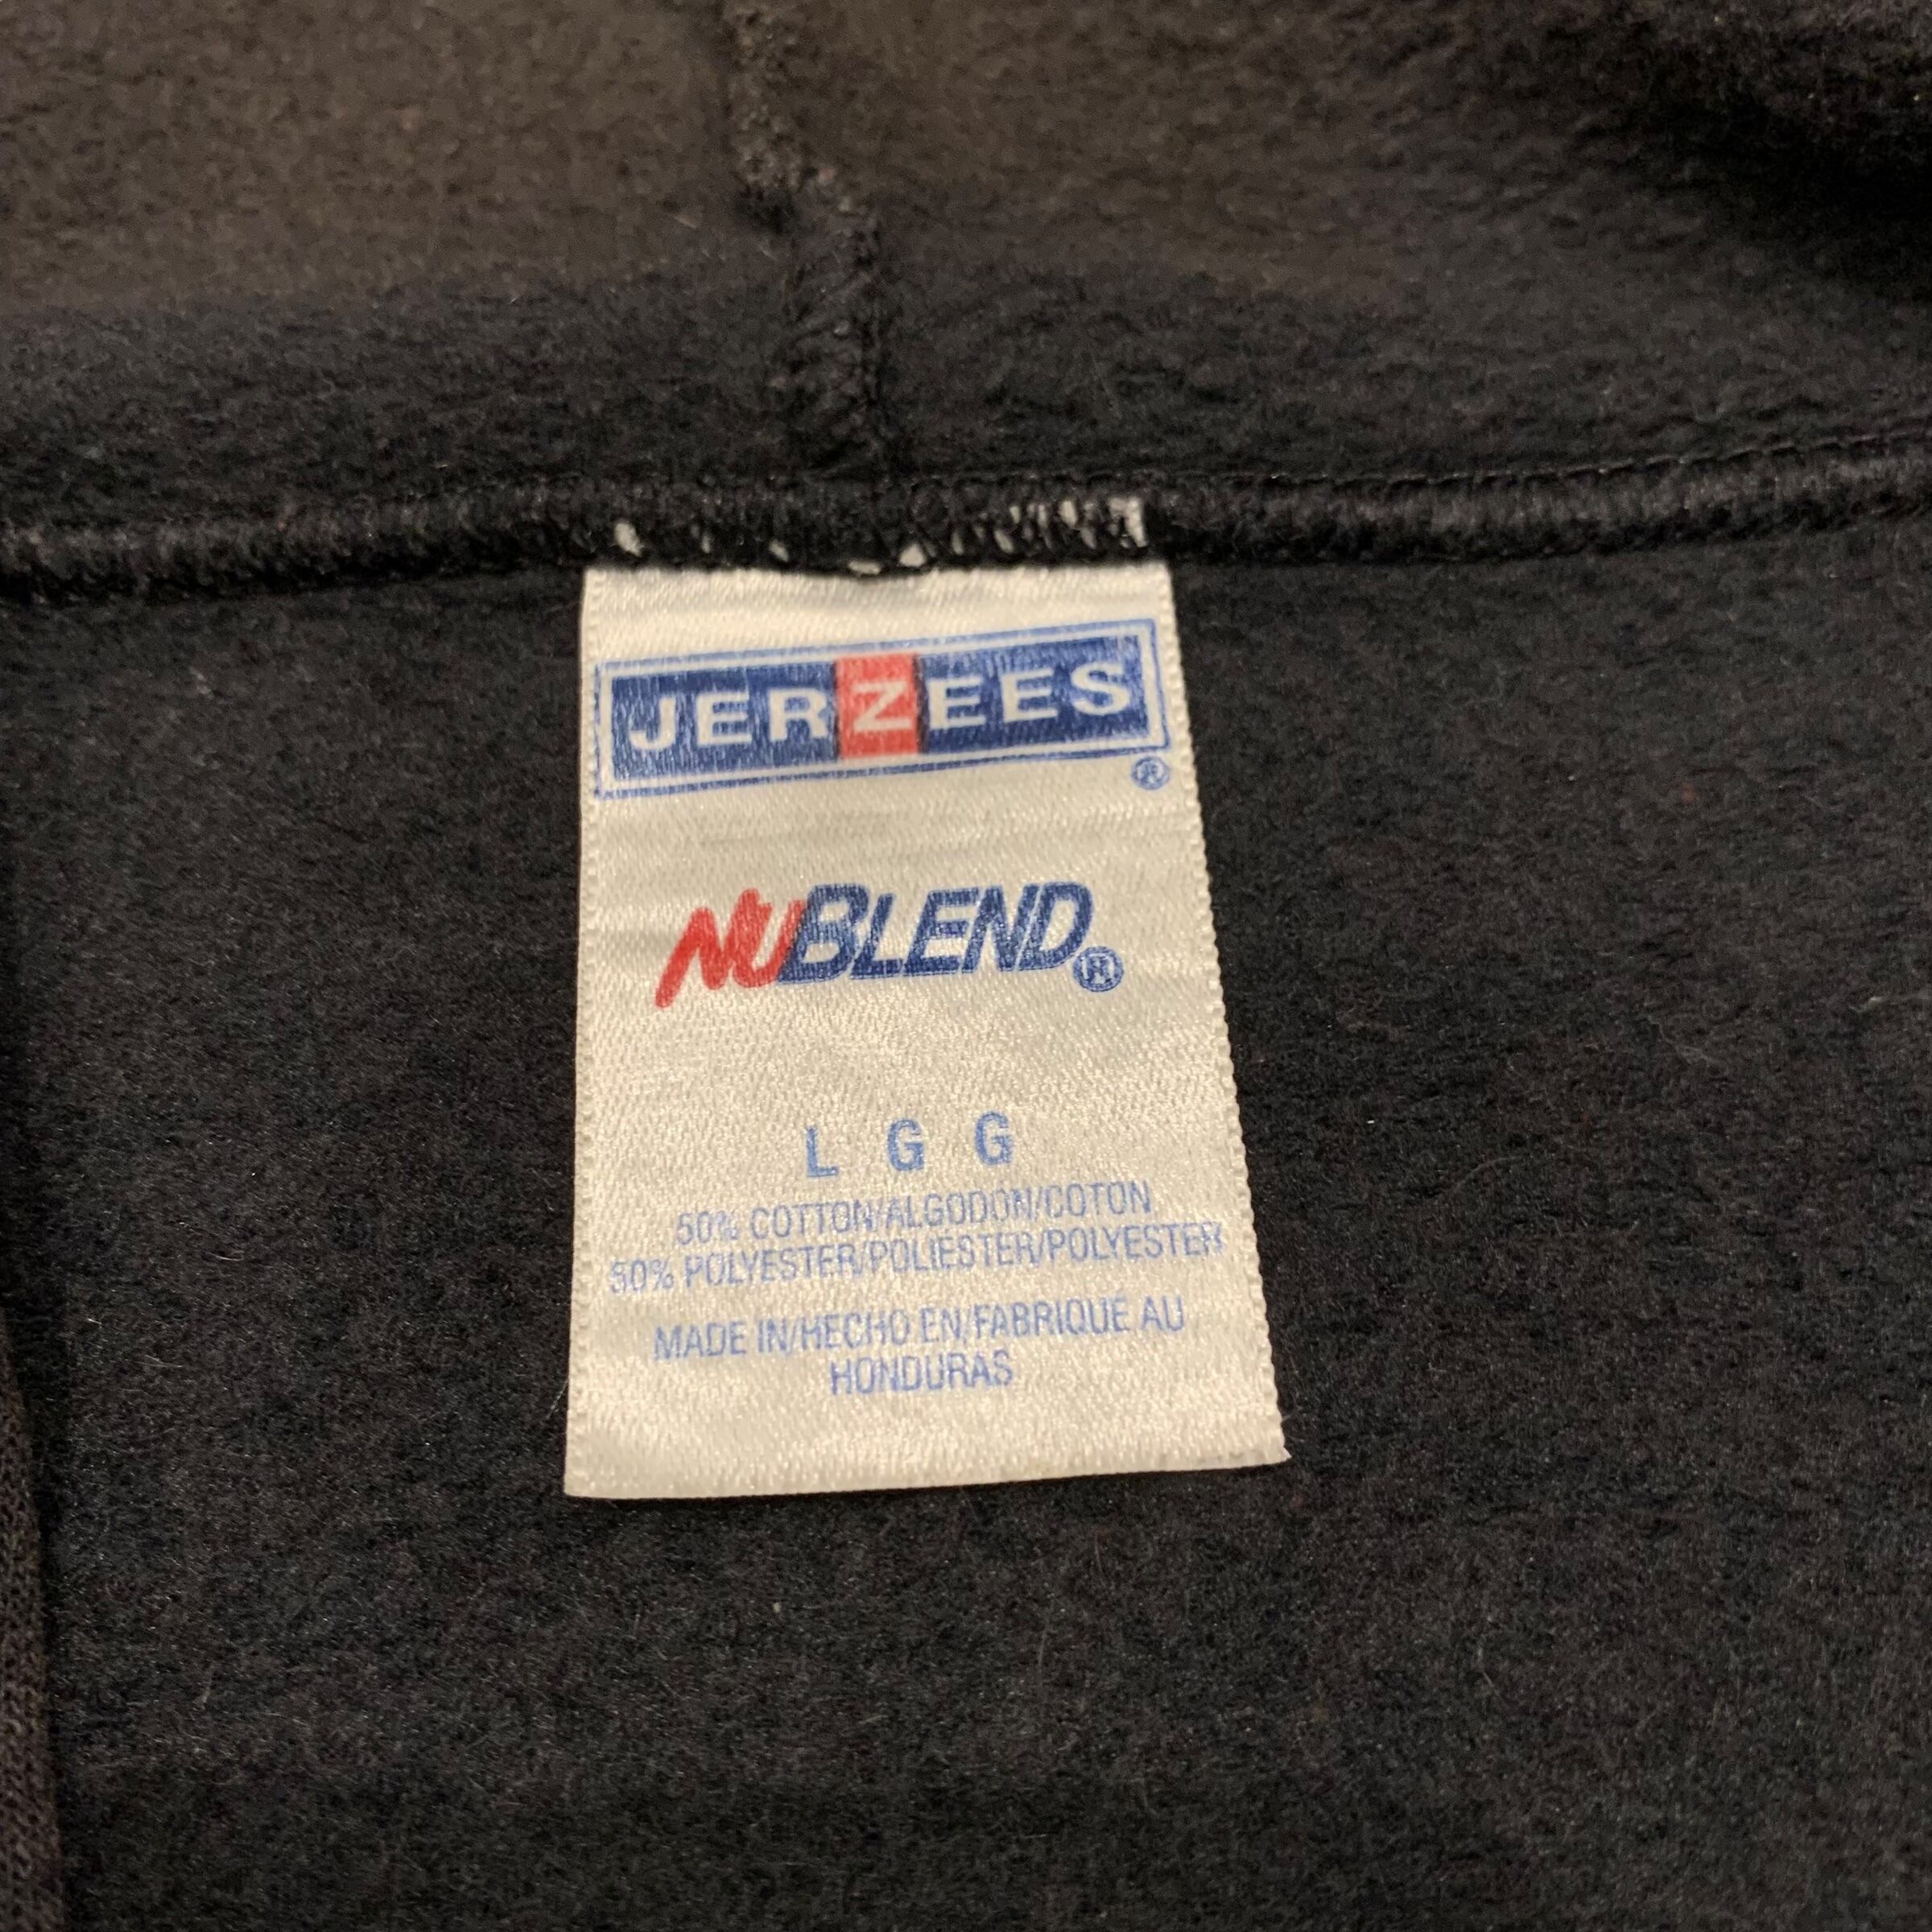 JERZEES
®
NUBLEND®
L G G
50% COTTON/ALGODON/COTON
50% POLYESTER/POLIESTER/POLYESTER
MADE IN/HECHO EN/FABRIQUE AU
HONDURAS